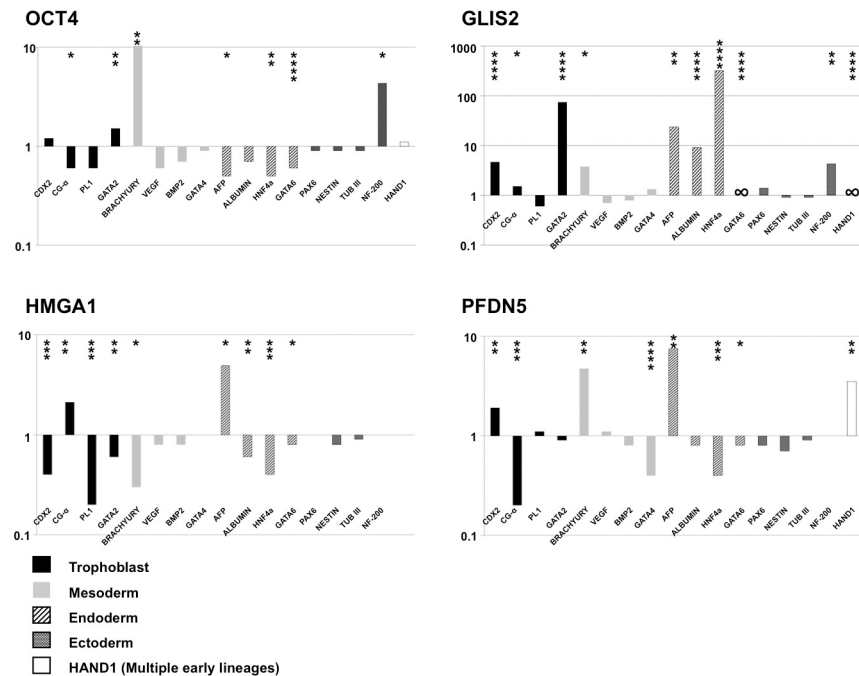 OCT4
10
1
0.1
* ** ** * ** **** *
CDX2 CG-α PL1 GATA2 BRACHYURY VEGF BMP2 GATA4 AFP ALBUMIN HNF4a GATA6 PAX6 NESTIN TUB III NF-200 HAND1
GLIS2
1000
100
10
1
0.1
**** * **** * ** **** **** **** ** ****
∞ ∞
CDX2 CG-α PL1 GATA2 BRACHYURY VEGF BMP2 GATA4 AFP ALBUMIN HNF4a GATA6 PAX6 NESTIN TUB III NF-200 HAND1
HMGA1
10
1
0.1
*** ** *** ** * * ** *** *
CDX2 CG-α PL1 GATA2 BRACHYURY VEGF BMP2 GATA4 AFP ALBUMIN HNF4a GATA6 PAX6 NESTIN TUB III NF-200
PFDN5
10
1
0.1
** *** ** **** ** *** * **
CDX2 CG-α PL1 GATA2 BRACHYURY VEGF BMP2 GATA4 AFP ALBUMIN HNF4a GATA6 PAX6 NESTIN TUB III NF-200 HAND1
Trophoblast
Mesoderm
Endoderm
Ectoderm
HAND1 (Multiple early lineages)